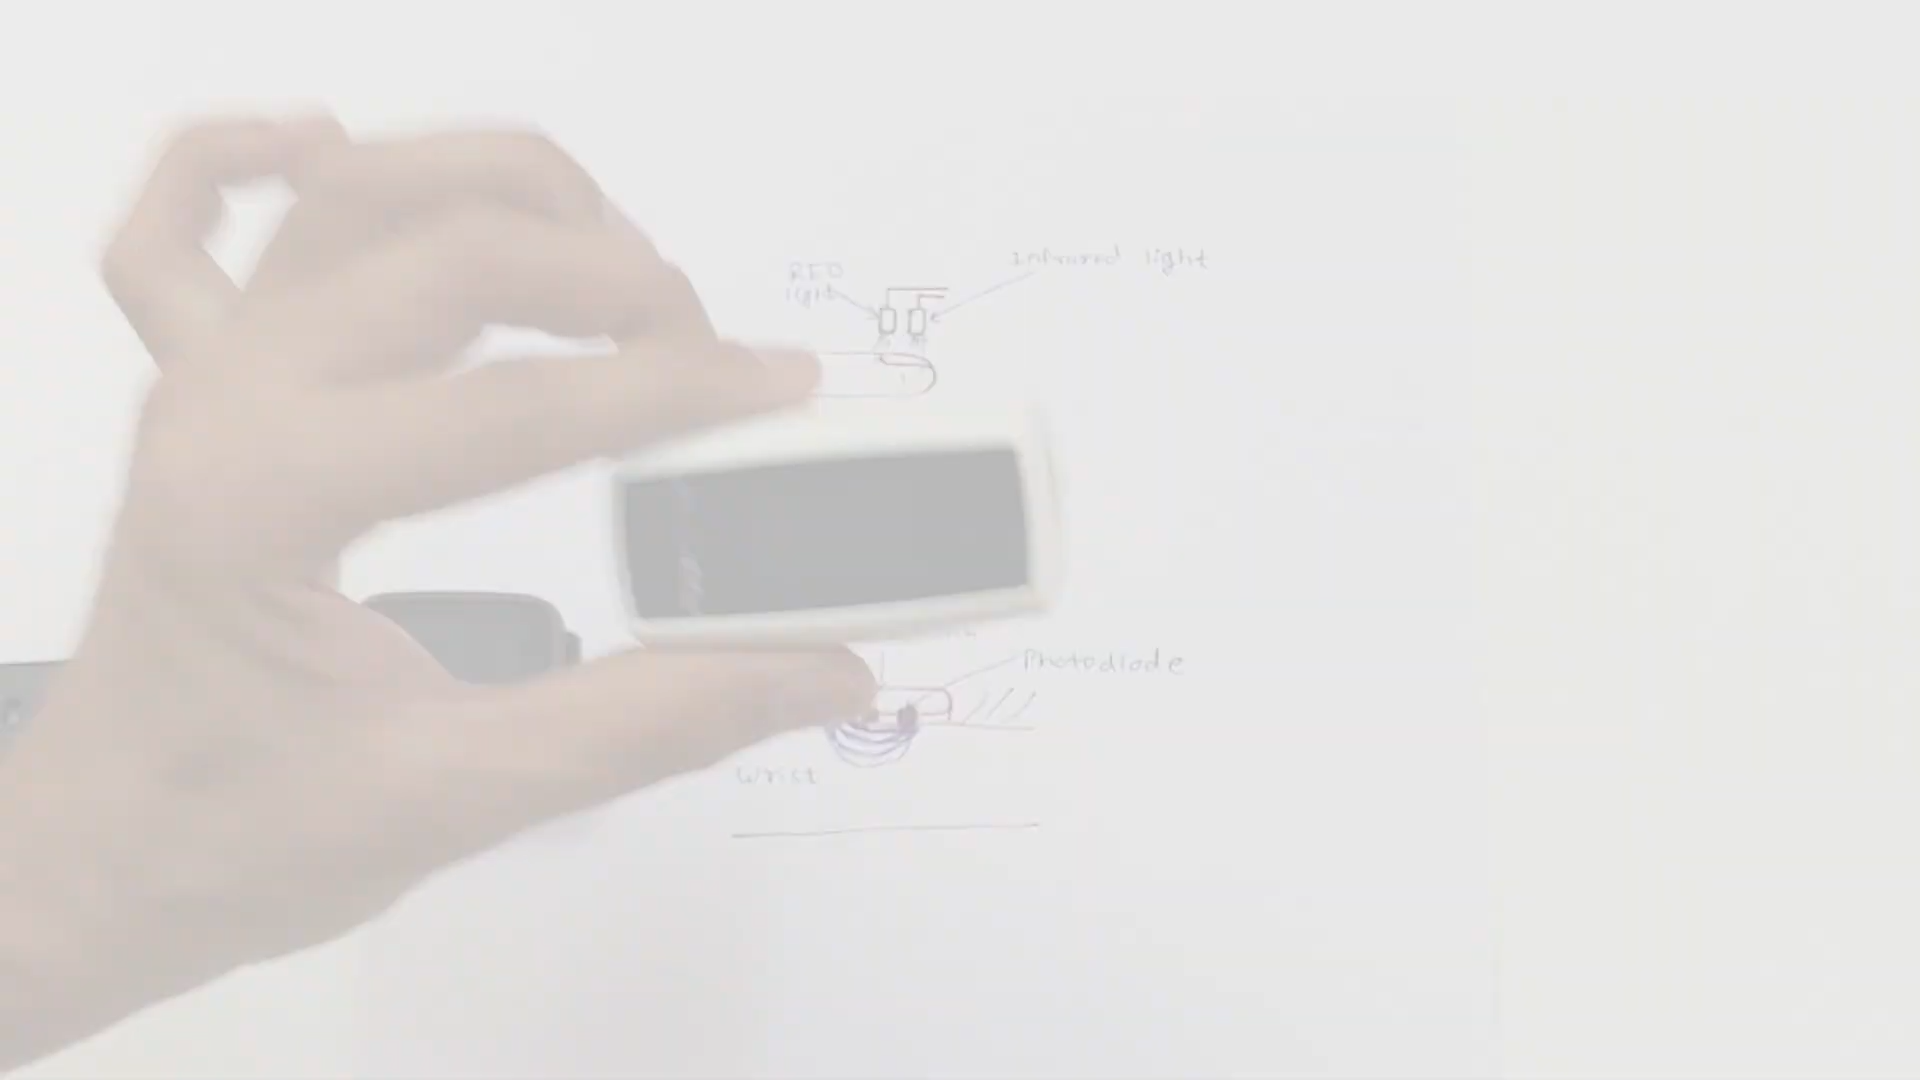 RED
light
Infrared light
Photodiode
Wrist